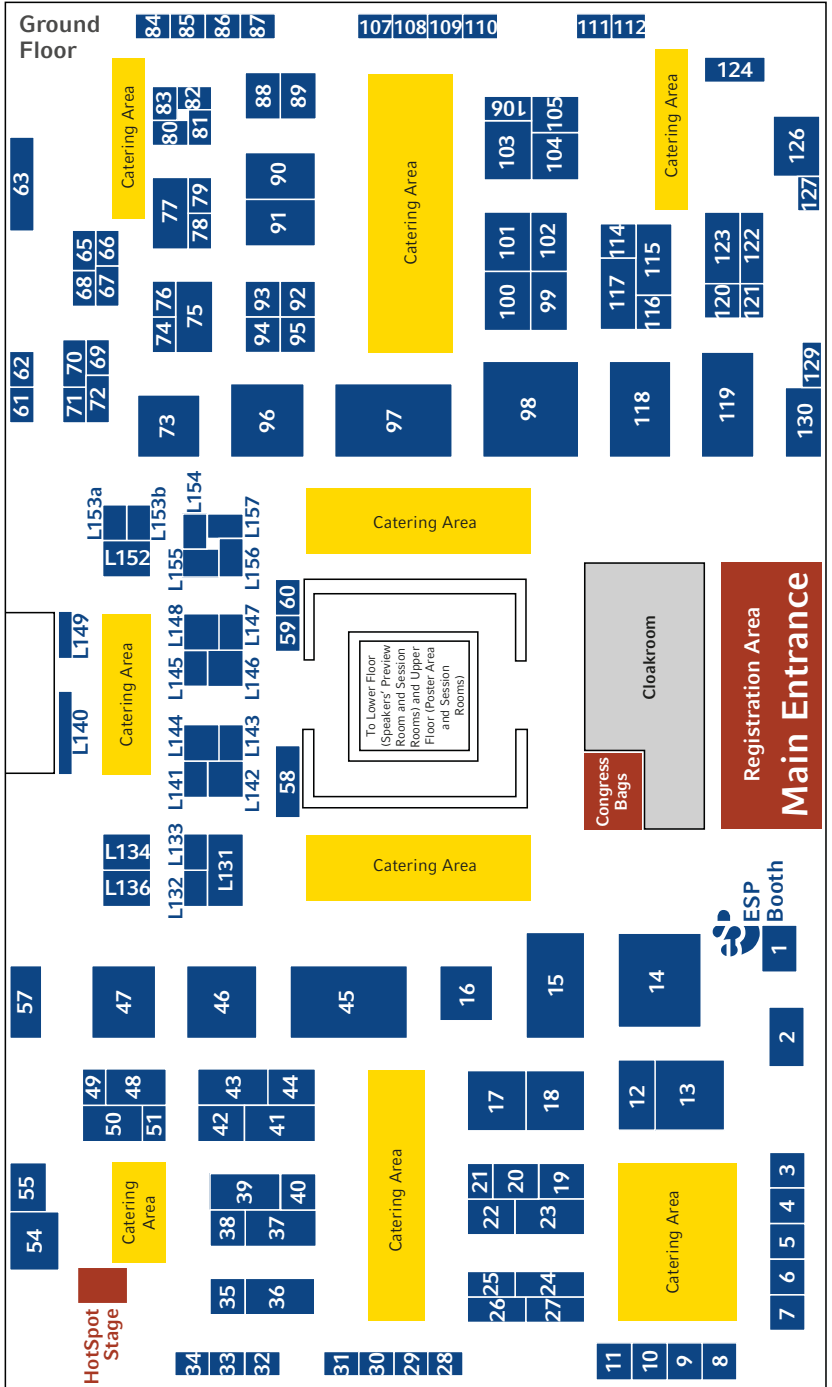 Ground
Floor
84
85
86
87
107
108
109
110
111
112
124
Catering Area
83
82
80
81
88
89
Catering Area
106
105
103
104
Catering Area
126
127
63
77
79
78
90
91
65
66
68
67
101
102
100
99
114
115
117
116
123
122
120
121
76
74
75
93
92
94
95
61
62
70
69
71
72
73
96
97
98
118
119
129
130
L153a
L153b
L152
L154
L157
L155
L156
Catering Area
L149
L140
Catering Area
L148
L147
L145
L146
L144
L143
L141
L142
59
60
58
To Lower Floor
(Speakers' Preview
Room and Session
Rooms) and Upper
Floor (Poster Area
and Session
Rooms)
Cloakroom
Congress
Bags
Registration Area
Main Entrance
L134
L136
L133
L132
L131
Catering Area
ESP
ESP
Booth
1
57
47
46
45
16
15
14
2
49
48
50
51
43
44
42
41
Catering Area
17
18
12
13
55
54
Catering
Area
39
40
38
37
21
20
19
22
23
Catering Area
3
4
5
6
7
HotSpot
Stage
35
36
25
24
26
27
34
33
32
31
30
29
28
11
10
9
8